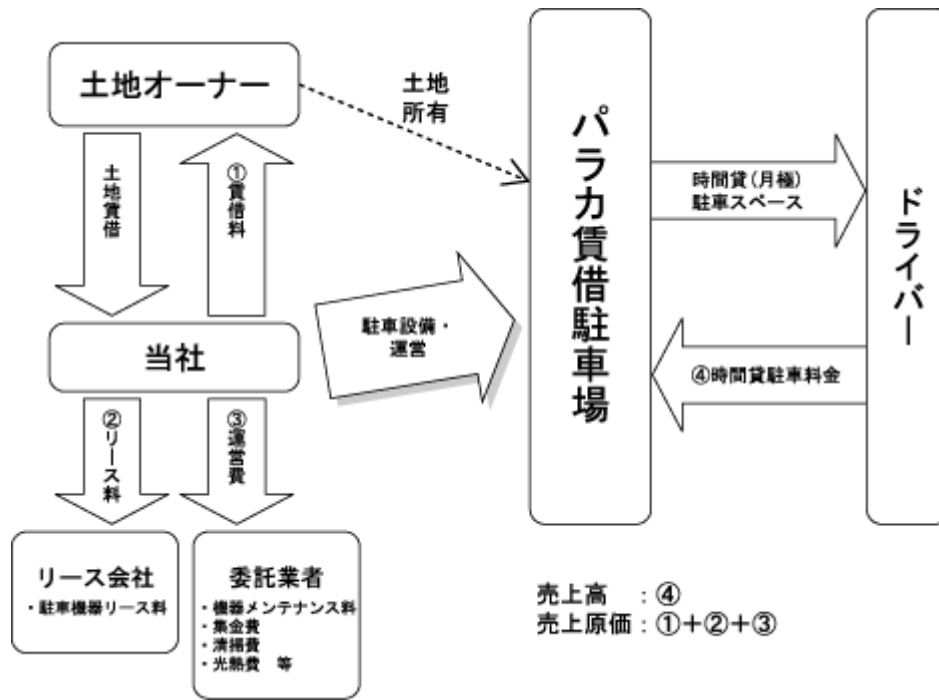 土地オーナー
土地
所有
土地賃借
①賃借料
当社
駐車設備・
運営
パラカ賃借駐車場
時間貸(月極)
駐車スペース
④時間貸駐車料金
ドライバー
②リース料
③運営費
リース会社
・駐車機器リース料
委託業者
・機器メンテナンス料
・集金費
・清掃費
・光熱費 等
売上高 :④
売上原価:①+②+③